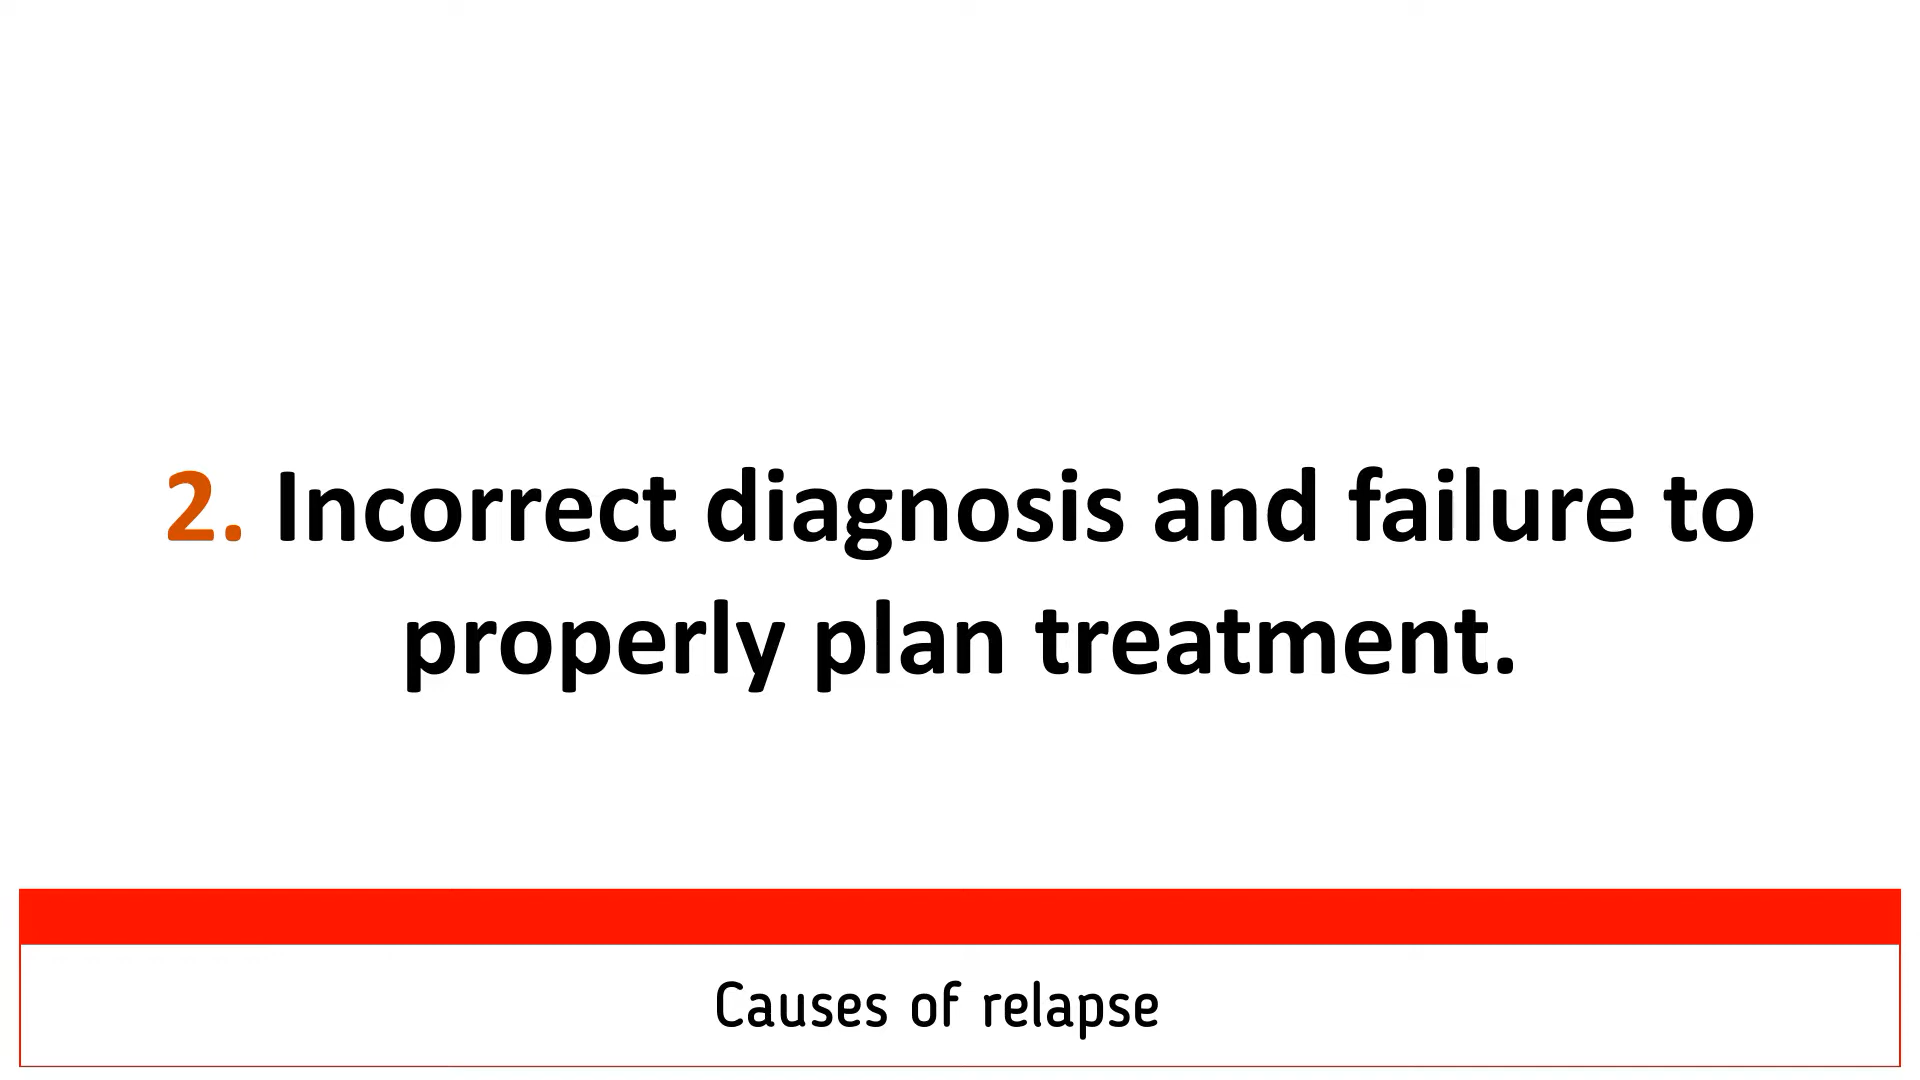 2. Incorrect diagnosis and failure to
properly plan treatment.
Causes of relapse